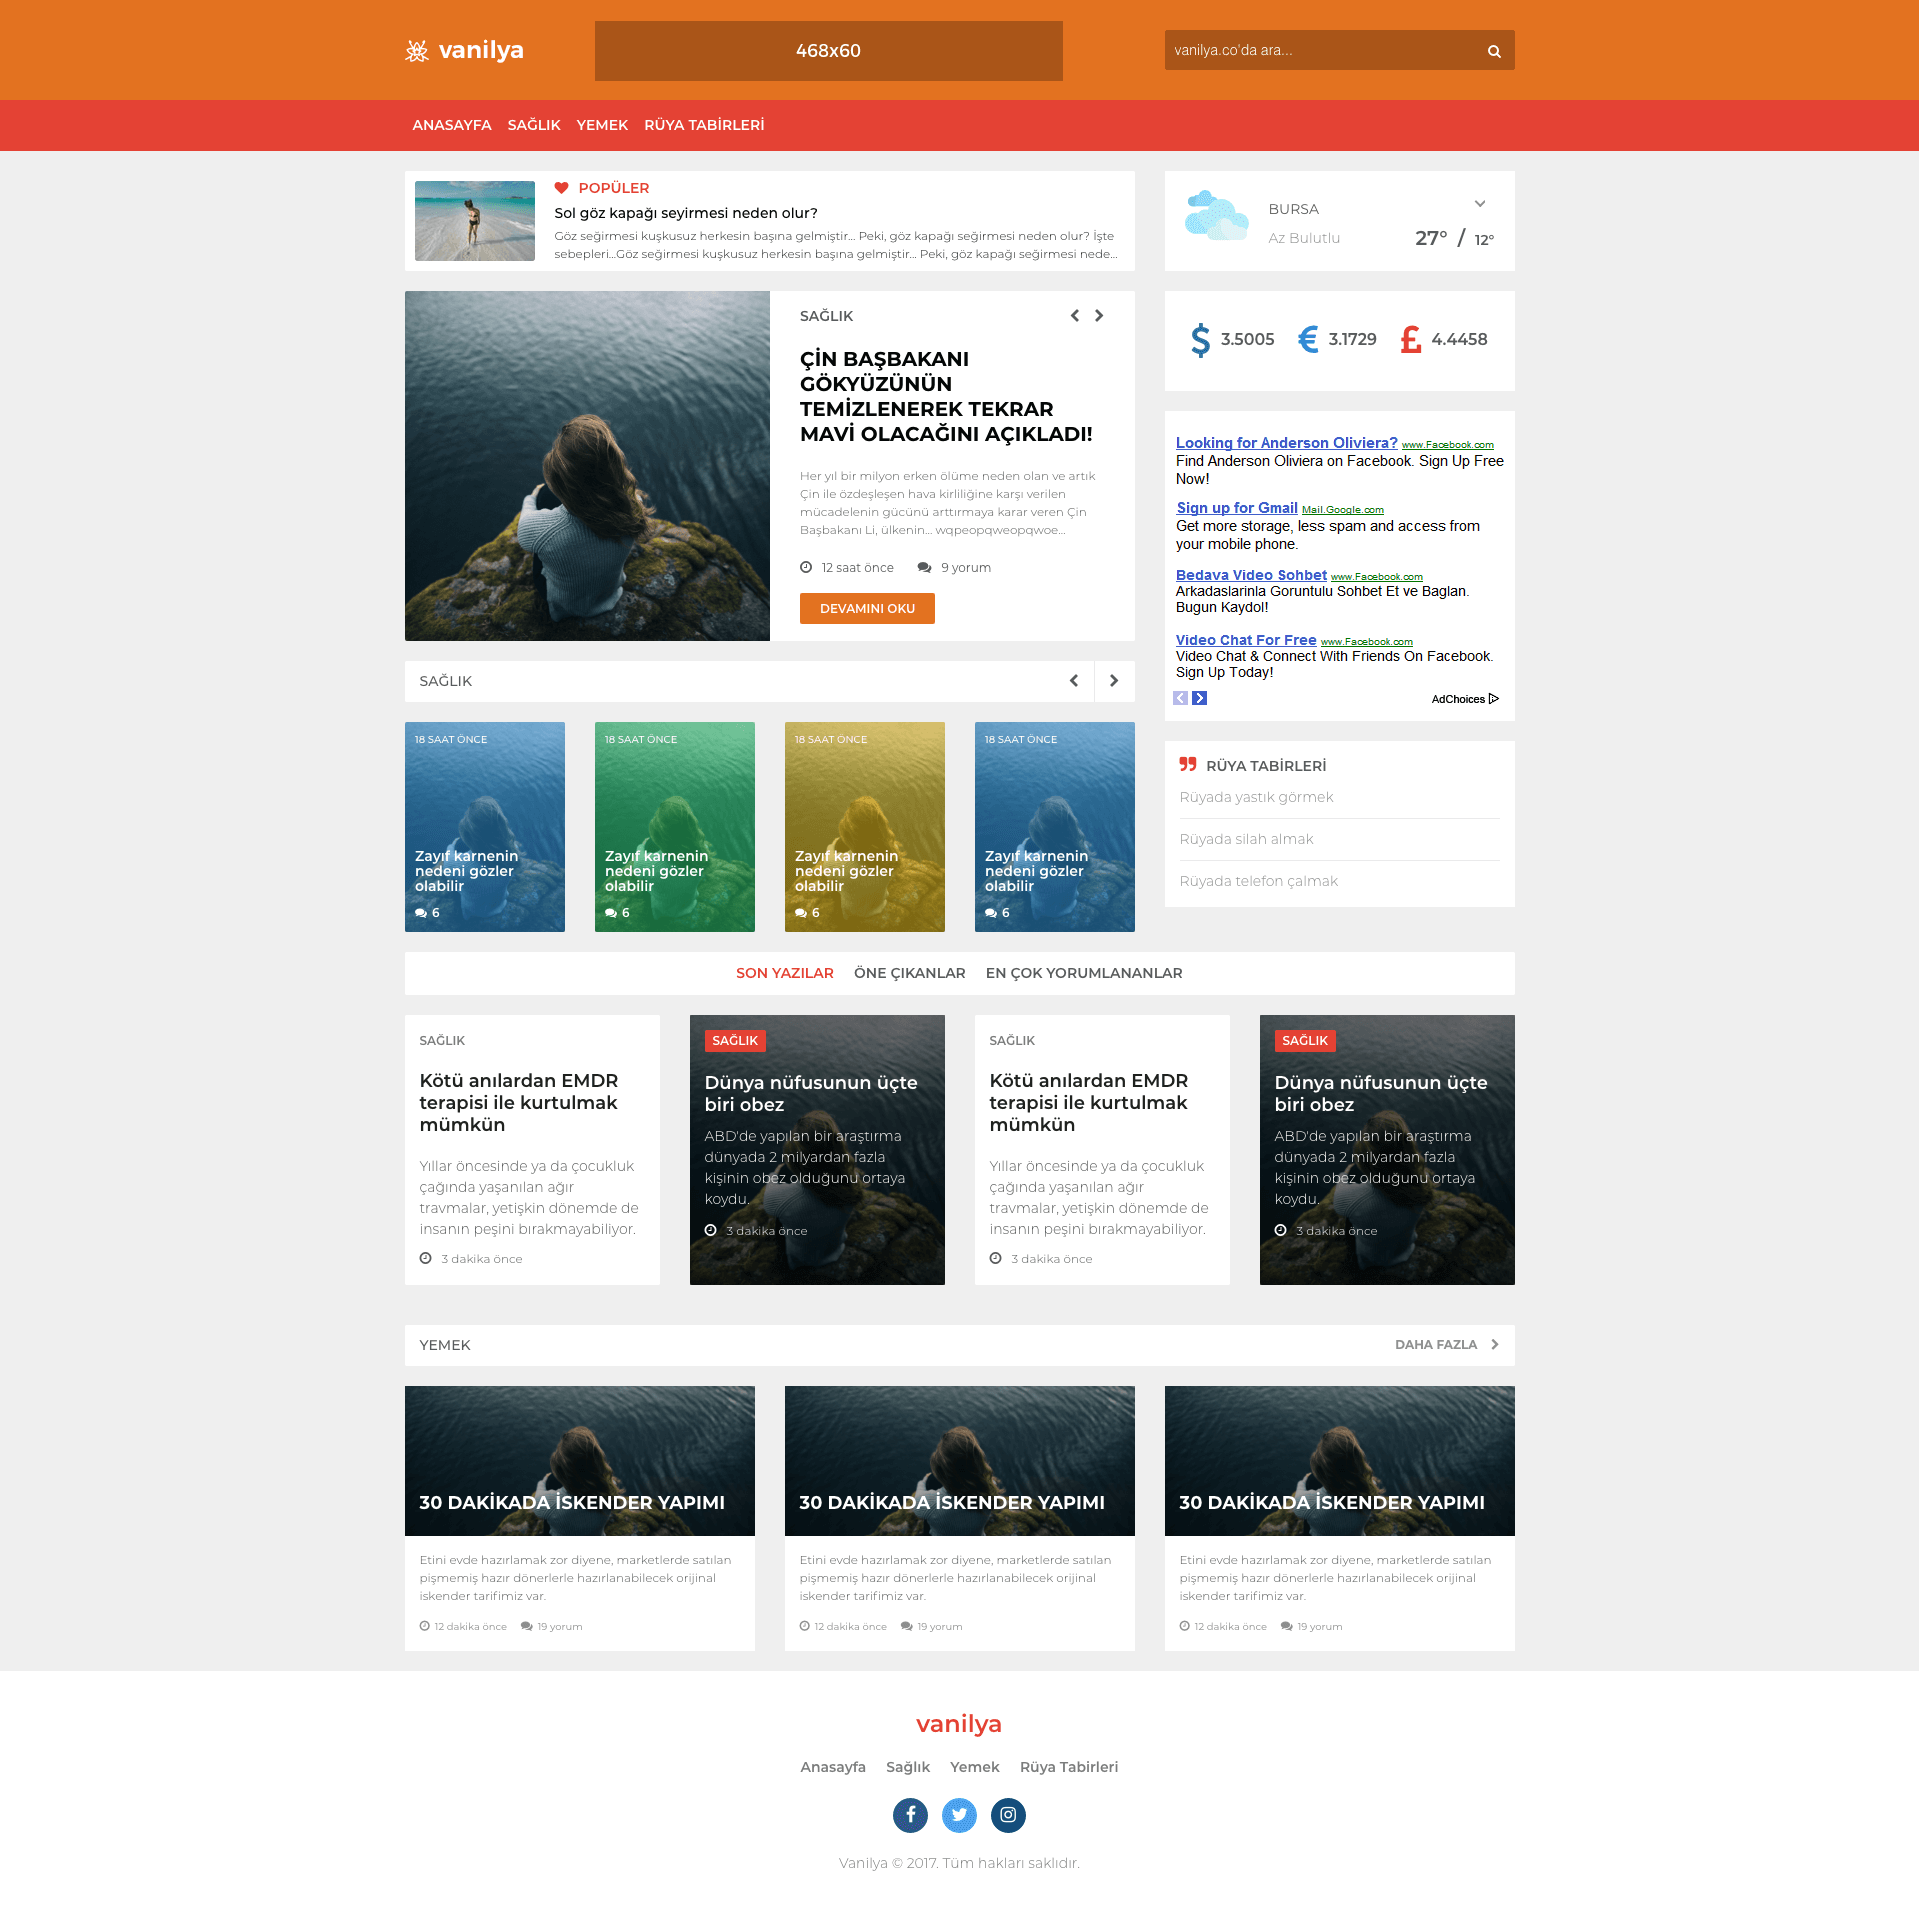 vanilya
468x60
vanilya.co'da ara...
ANASAYFA SAĞLIK YEMEK RÜYA TABİRLERİ
POPÜLER
Sol göz kapağı seyirmesi neden olur?
Göz seğirmesi kuşkusuz herkesin başına gelmiştir... Peki, göz kapağı seğirmesi neden olur? İşte
sebepleri...Göz seğirmesi kuşkusuz herkesin başına gelmiştir... Peki, göz kapağı seğirmesi nede...
BURSA
Az Bulutlu
27° / 12°
SAĞLIK
ÇİN BAŞBAKANI
GÖKYÜZÜNÜN
TEMİZLENEREK TEKRAR
MAVİ OLACAĞINI AÇIKLADI!
Her yıl bir milyon erken ölüme neden olan ve artık
Çin ile özdeşleşen hava kirliliğine karşı verilen
mücadelenin gücünü arttırmaya karar veren Çin
Başbakanı Li, ülkenin... wqpeopqweopqwoe...
12 saat önce 9 yorum
DEVAMINI OKU
$ 3.5005 € 3.1729 £ 4.4458
Looking for Anderson Oliviera? www.Facebook.com
Find Anderson Oliviera on Facebook. Sign Up Free
Now!
Sign up for Gmail Mail.Google.com
Get more storage, less spam and access from
your mobile phone.
Bedava Video Sohbet www.Facebook.com
Arkadaslarinla Goruntulu Sohbet Et ve Baglan.
Bugun Kaydol!
Video Chat For Free www.Facebook.com
Video Chat & Connect With Friends On Facebook.
Sign Up Today!
AdChoices
SAĞLIK
18 SAAT ÖNCE
Zayıf karnenin
nedeni gözler
olabilir
6
18 SAAT ÖNCE
Zayıf karnenin
nedeni gözler
olabilir
6
18 SAAT ÖNCE
Zayıf karnenin
nedeni gözler
olabilir
6
18 SAAT ÖNCE
Zayıf karnenin
nedeni gözler
olabilir
6
RÜYA TABİRLERİ
Rüyada yastık görmek
Rüyada silah almak
Rüyada telefon çalmak
SON YAZILAR ÖNE ÇIKANLAR EN ÇOK YORUMLANANLAR
SAĞLIK
Kötü anılardan EMDR
terapisi ile kurtulmak
mümkün
Yıllar öncesinde ya da çocukluk
çağında yaşanılan ağır
travmalar, yetişkin dönemde de
insanın peşini bırakmayabiliyor.
3 dakika önce
SAĞLIK
Dünya nüfusunun üçte
biri obez
ABD'de yapılan bir araştırma
dünyada 2 milyardan fazla
kişinin obez olduğunu ortaya
koydu.
3 dakika önce
SAĞLIK
Kötü anılardan EMDR
terapisi ile kurtulmak
mümkün
Yıllar öncesinde ya da çocukluk
çağında yaşanılan ağır
travmalar, yetişkin dönemde de
insanın peşini bırakmayabiliyor.
3 dakika önce
SAĞLIK
Dünya nüfusunun üçte
biri obez
ABD'de yapılan bir araştırma
dünyada 2 milyardan fazla
kişinin obez olduğunu ortaya
koydu.
3 dakika önce
YEMEK
DAHA FAZLA
30 DAKİKADA İSKENDER YAPIMI
Etini evde hazırlamak zor diyene, marketlerde satılan
pişmemiş hazır dönerlerle hazırlanabilecek orijinal
iskender tarifimiz var.
12 dakika önce 19 yorum
30 DAKİKADA İSKENDER YAPIMI
Etini evde hazırlamak zor diyene, marketlerde satılan
pişmemiş hazır dönerlerle hazırlanabilecek orijinal
iskender tarifimiz var.
12 dakika önce 19 yorum
30 DAKİKADA İSKENDER YAPIMI
Etini evde hazırlamak zor diyene, marketlerde satılan
pişmemiş hazır dönerlerle hazırlanabilecek orijinal
iskender tarifimiz var.
12 dakika önce 19 yorum
vanilya
Anasayfa Sağlık Yemek Rüya Tabirleri
Vanilya © 2017. Tüm hakları saklıdır.